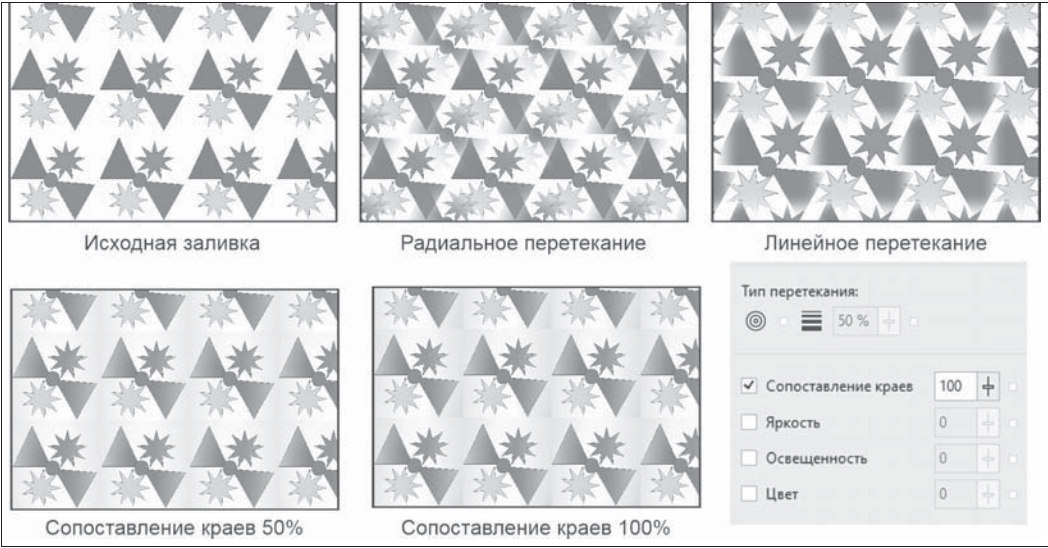 Исходная заливка
Радиальное перетекание
Линейное перетекание
Тип перетекания:
50 %
Сопоставление краев 100
Яркость 0
Освещенность 0
Цвет 0
Сопоставление краев 50%
Сопоставление краев 100%